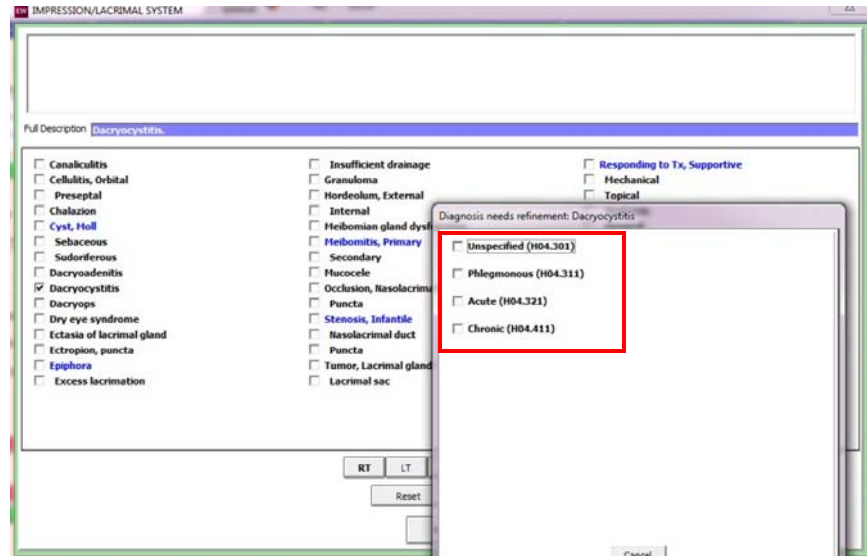 EW IMPRESSION/LACRIMAL SYSTEM
Full Description Dacryocystitis.
Canaliculitis
Cellulitis, Orbital
Preseptal
Chalazion
Cyst, Moll
Sebaceous
Sudoriferous
Dacryoadenitis
Dacryocystitis
Dacryops
Dry eye syndrome
Ectasia of lacrimal gland
Ectropion, puncta
Epiphora
Excess lacrimation
Insufficient drainage
Granuloma
Hordeolum, External
Internal
Meibomian gland
Meibomitis, Primary
Secondary
Mucocele
Occlusion,
Puncta
Stenosis, Infantile
Nasolacrimal duct
Puncta
Tumor, Lacrimal gland
Lacrimal sac
Responding to Tx, Supportive
Mechanical
Topical
Diagnosis needs refinement: Dacryocystitis
Unspecified (H04.301)
Phlegmonous (H04.311)
Acute (H04.321)
Chronic (H04.411)
RT LT
Reset
Cancel